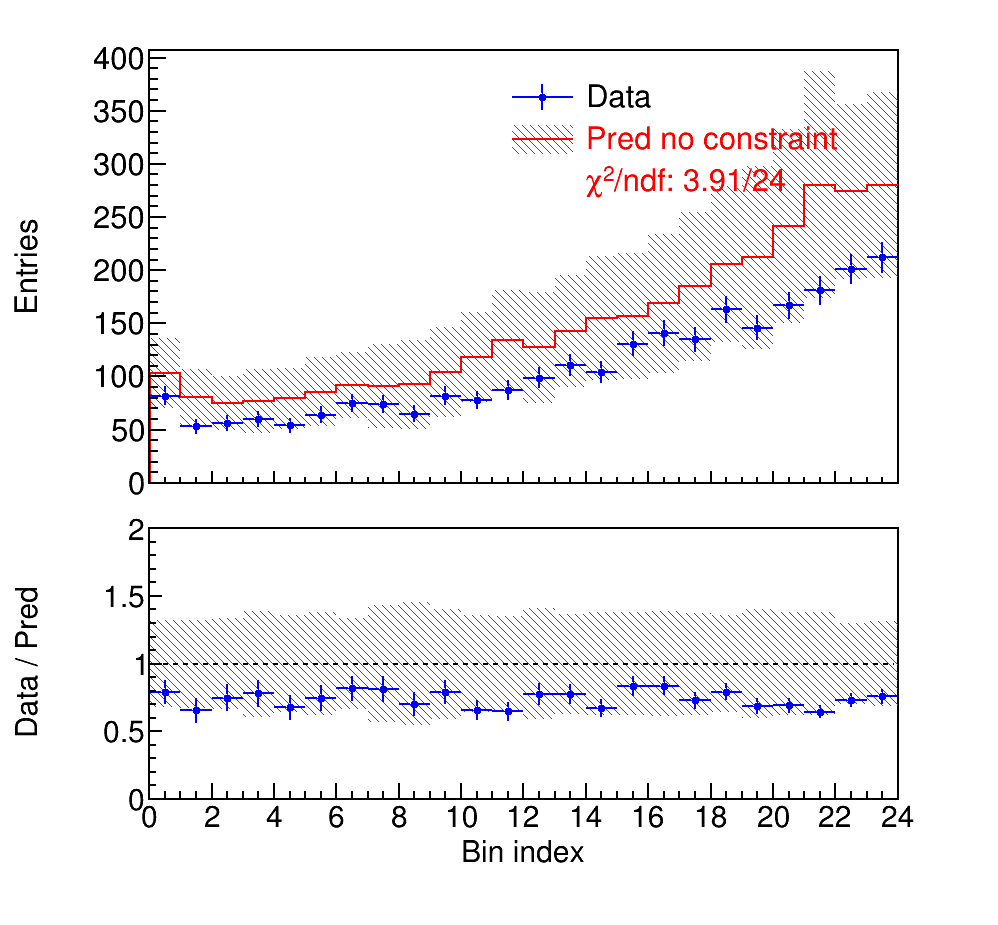 400
350
300
250
200
150
100
50
0
Entries
Data
Pred no constraint
χ²/ndf: 3.91/24
2
1.5
1
0.5
0
Data / Pred
0 2 4 6 8 10 12 14 16 18 20 22 24
Bin index